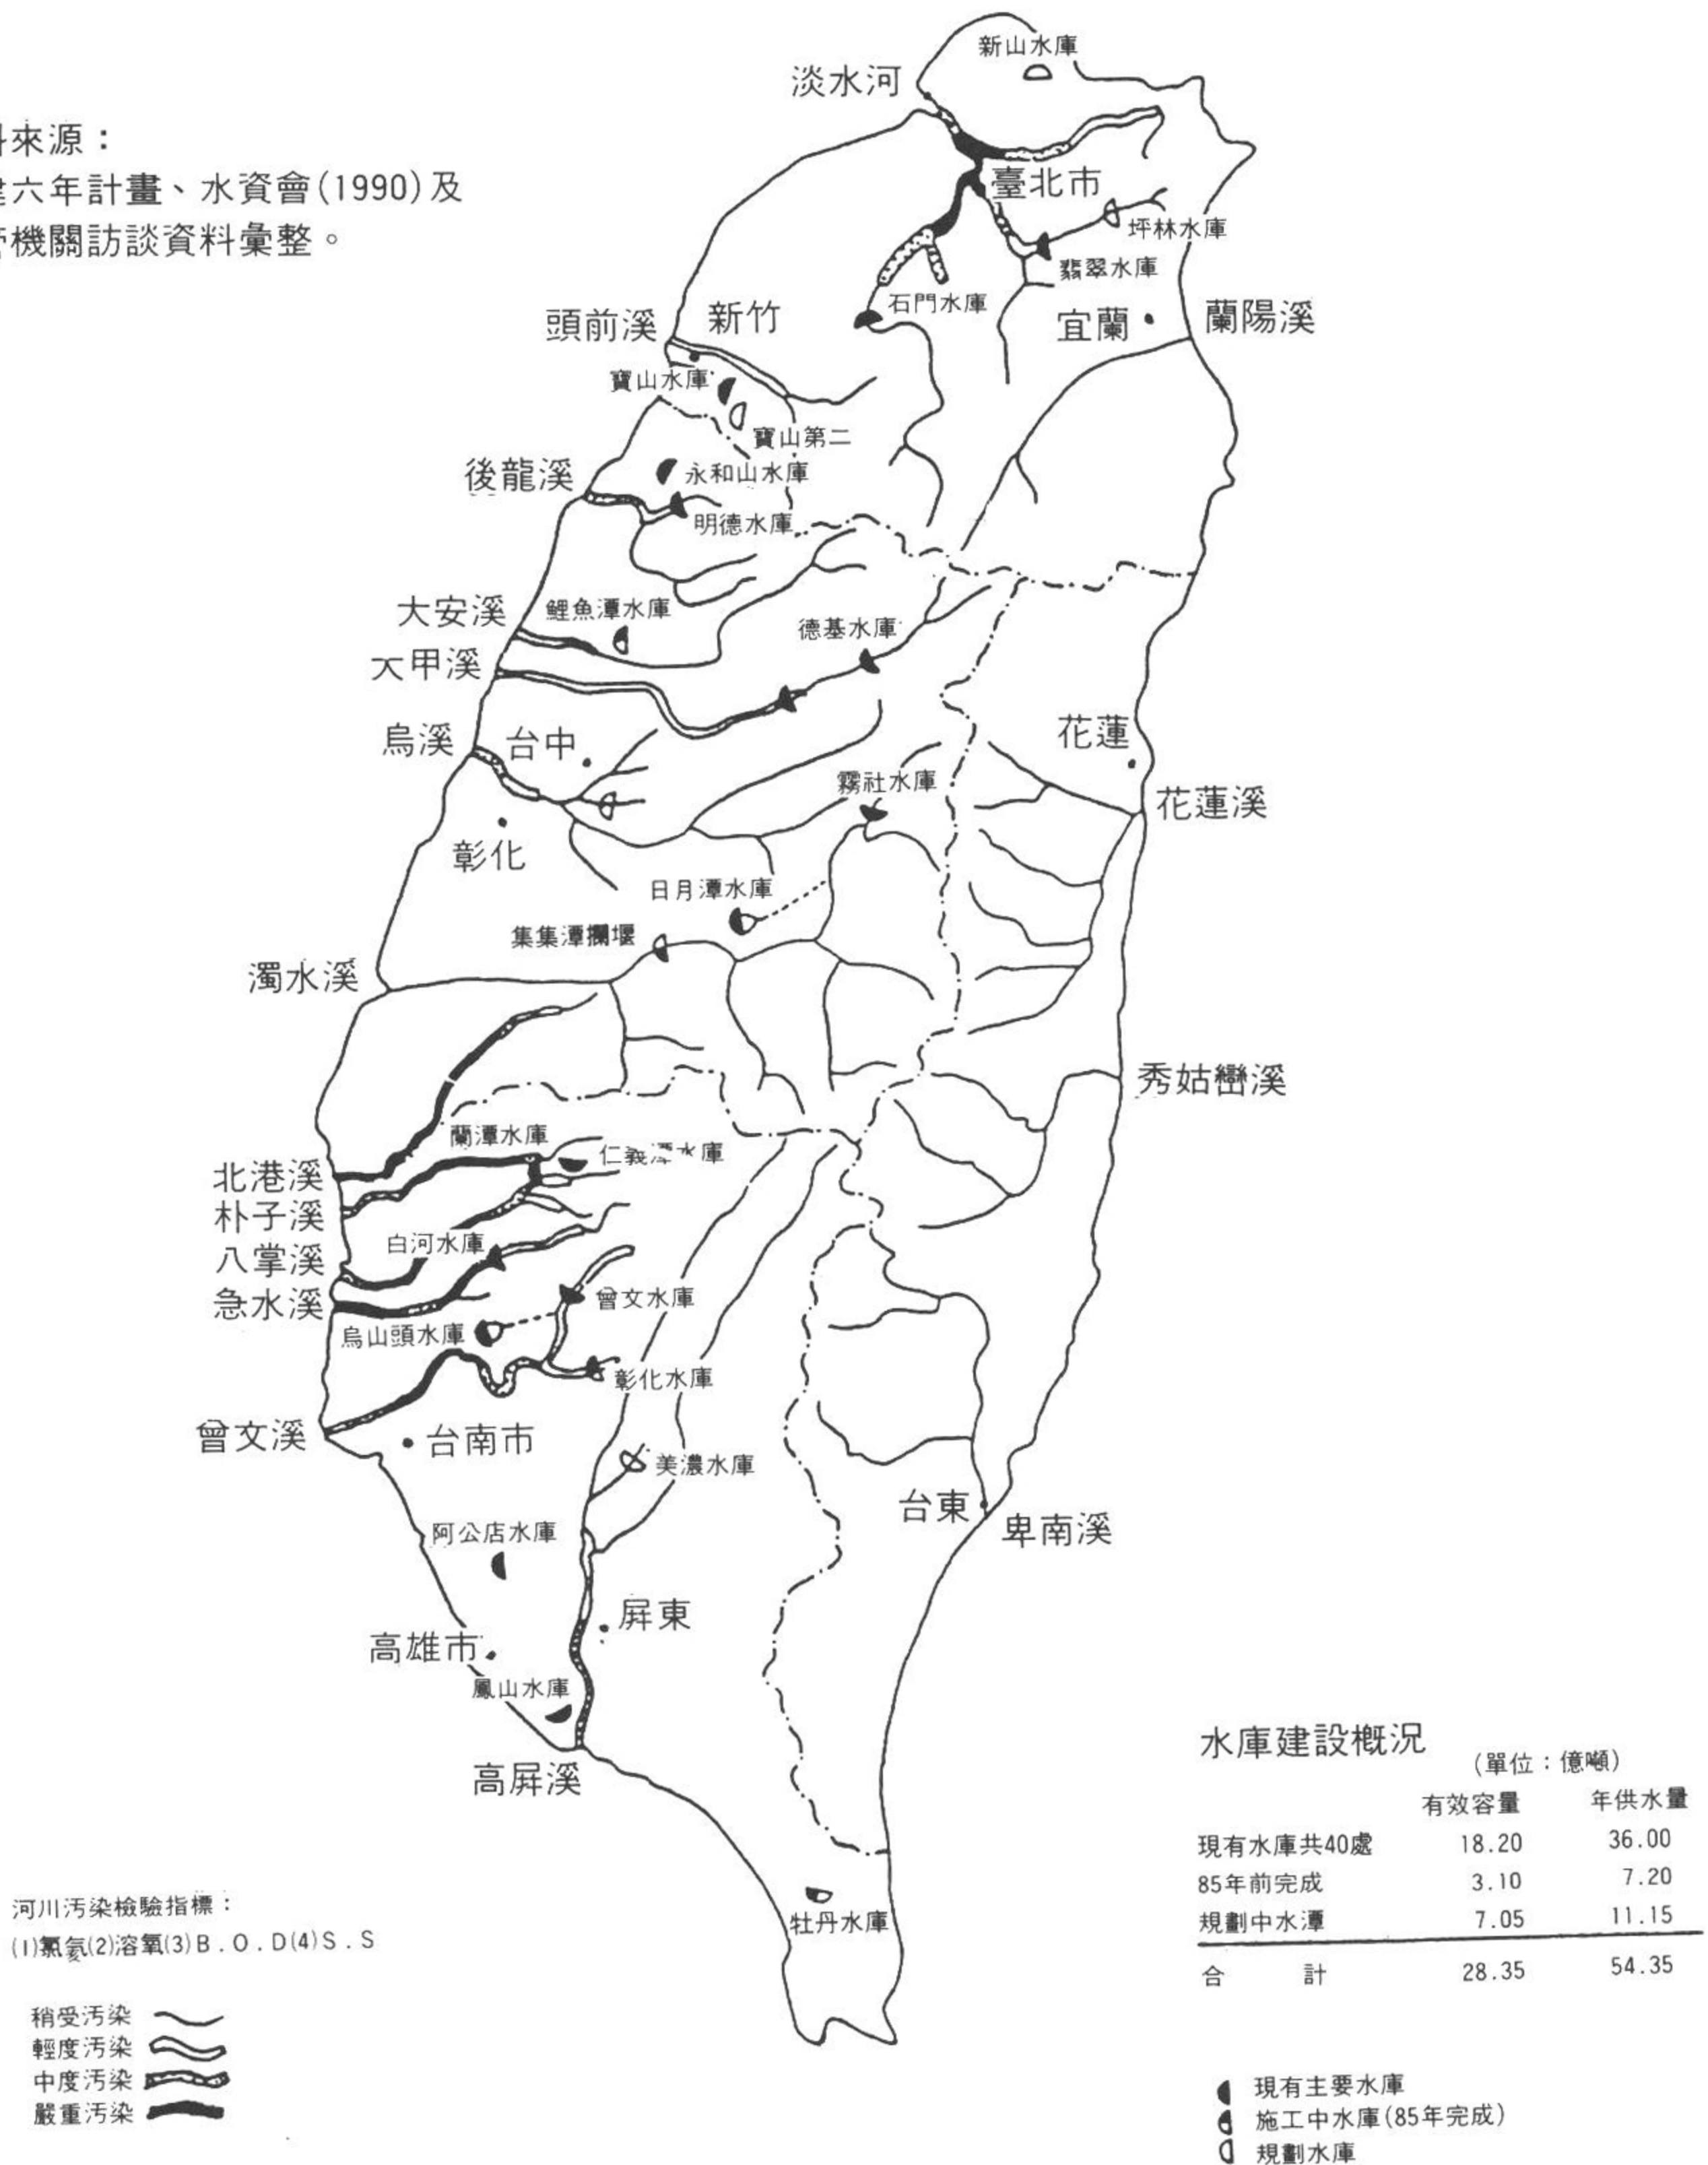 料來源：
建六年計畫、水資會(1990)及
管機關訪談資料彙整。
新山水庫
淡水河
臺北市
坪林水庫
翡翠水庫
石門水庫
宜蘭
蘭陽溪
頭前溪
新竹
寶山水庫
寶山第二
後龍溪
永和山水庫
明德水庫
大安溪
鯉魚潭水庫
德基水庫
大甲溪
烏溪
台中
花蓮
霧社水庫
花蓮溪
彰化
日月潭水庫
集集潭攔堰
濁水溪
秀姑巒溪
蘭潭水庫
仁義潭水庫
北港溪
朴子溪
白河水庫
八掌溪
急水溪
曾文水庫
烏山頭水庫
彰化水庫
曾文溪
台南市
美濃水庫
台東
卑南溪
阿公店水庫
屏東
高雄市
鳳山水庫
高屏溪
牡丹水庫
水庫建設概況
(單位：億噸)
有效容量 年供水量
現有水庫共40處 18.20 36.00
85年前完成 3.10 7.20
規劃中水潭 7.05 11.15
合計 28.35 54.35
河川汚染檢驗指標：
(2)溶氧(3)B.O.D(4)S.S
稍受汚染
輕度汚染
中度汚染
嚴重汚染
現有主要水庫
施工中水庫(85年完成)
規劃水庫